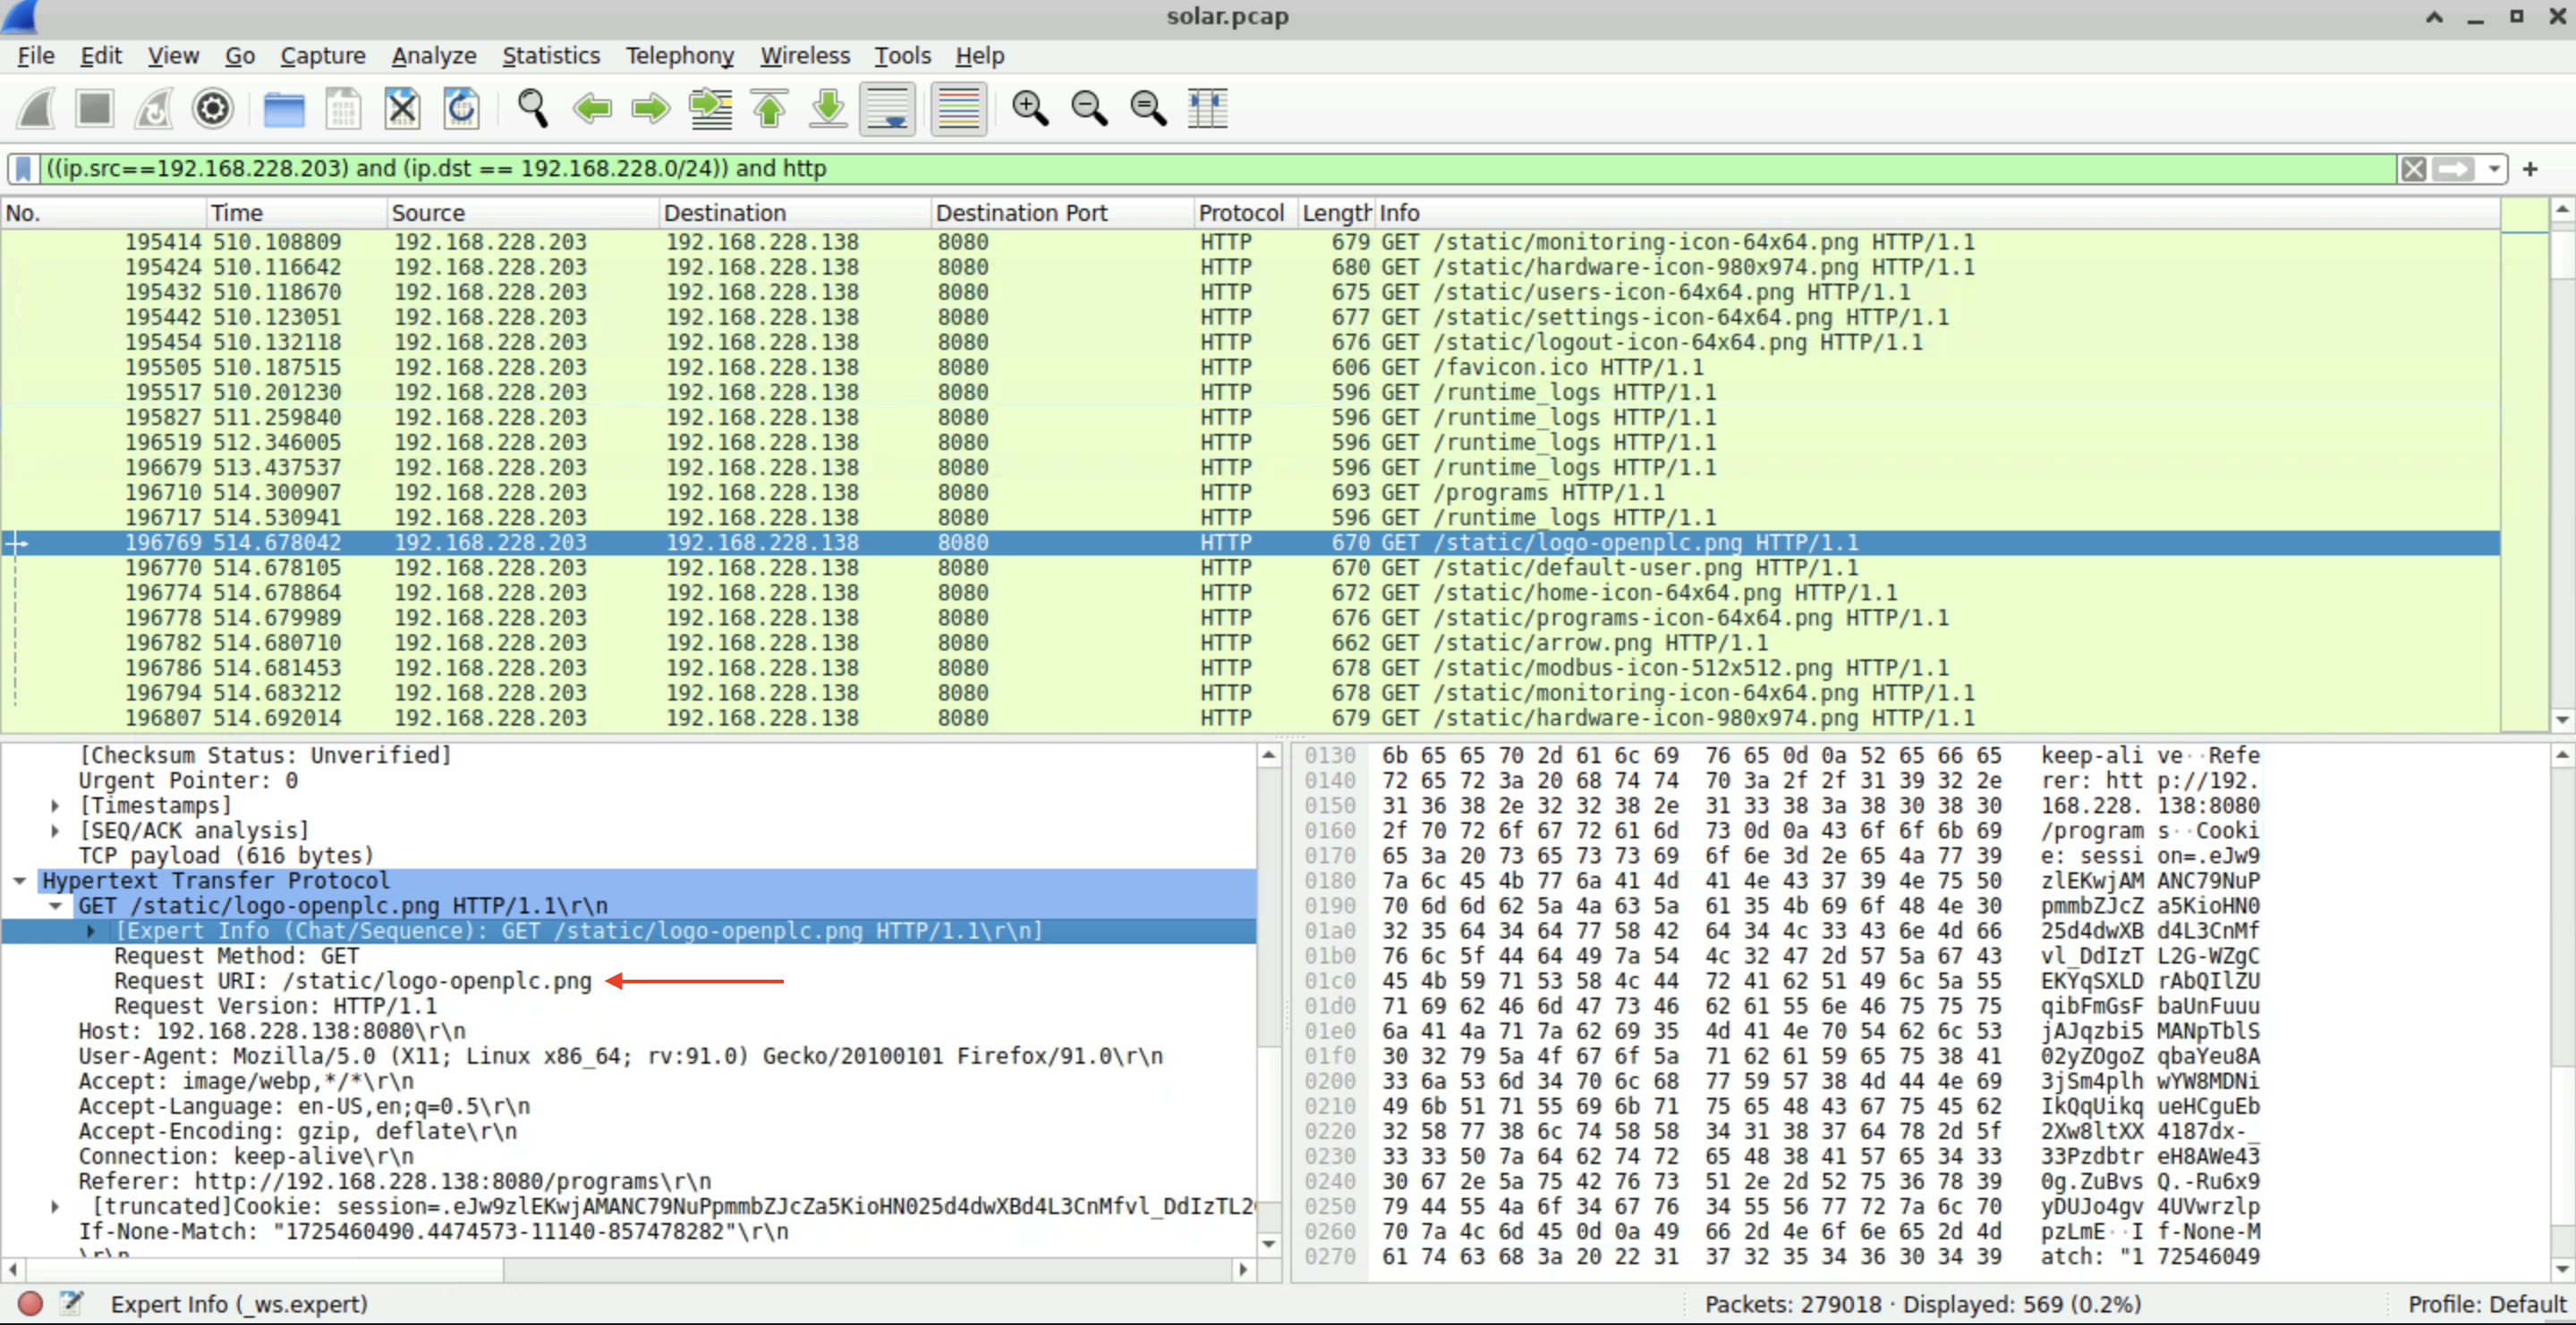 solar.pcap
File Edit View Go Capture Analyze Statistics Telephony Wireless Tools Help
((ip.src==192.168.228.203) and (ip.dst == 192.168.228.0/24)) and http
No. Time Source Destination Destination Port Protocol Length Info
195414 510.108809 192.168.228.203 192.168.228.138 8080 HTTP 679 GET /static/monitoring-icon-64x64.png HTTP/1.1
195424 510.116642 192.168.228.203 192.168.228.138 8080 HTTP 680 GET /static/hardware-icon-980x974.png HTTP/1.1
195432 510.118670 192.168.228.203 192.168.228.138 8080 HTTP 675 GET /static/users-icon-64x64.png HTTP/1.1
195442 510.123051 192.168.228.203 192.168.228.138 8080 HTTP 677 GET /static/settings-icon-64x64.png HTTP/1.1
195454 510.132118 192.168.228.203 192.168.228.138 8080 HTTP 676 GET /static/logout-icon-64x64.png HTTP/1.1
195505 510.187515 192.168.228.203 192.168.228.138 8080 HTTP 606 GET /favicon.ico HTTP/1.1
195517 510.201230 192.168.228.203 192.168.228.138 8080 HTTP 596 GET /runtime_logs HTTP/1.1
195827 511.259840 192.168.228.203 192.168.228.138 8080 HTTP 596 GET /runtime_logs HTTP/1.1
196519 512.346005 192.168.228.203 192.168.228.138 8080 HTTP 596 GET /runtime_logs HTTP/1.1
196679 513.437537 192.168.228.203 192.168.228.138 8080 HTTP 596 GET /runtime_logs HTTP/1.1
196710 514.300907 192.168.228.203 192.168.228.138 8080 HTTP 693 GET /programs HTTP/1.1
196717 514.530941 192.168.228.203 192.168.228.138 8080 HTTP 596 GET /runtime_logs HTTP/1.1
196769 514.678042 192.168.228.203 192.168.228.138 8080 HTTP 670 GET /static/logo-openplc.png HTTP/1.1
196770 514.678105 192.168.228.203 192.168.228.138 8080 HTTP 670 GET /static/default-user.png HTTP/1.1
196774 514.678864 192.168.228.203 192.168.228.138 8080 HTTP 672 GET /static/home-icon-64x64.png HTTP/1.1
196778 514.679989 192.168.228.203 192.168.228.138 8080 HTTP 676 GET /static/programs-icon-64x64.png HTTP/1.1
196782 514.680710 192.168.228.203 192.168.228.138 8080 HTTP 662 GET /static/arrow.png HTTP/1.1
196786 514.681453 192.168.228.203 192.168.228.138 8080 HTTP 678 GET /static/modbus-icon-512x512.png HTTP/1.1
196794 514.683212 192.168.228.203 192.168.228.138 8080 HTTP 678 GET /static/monitoring-icon-64x64.png HTTP/1.1
196807 514.692014 192.168.228.203 192.168.228.138 8080 HTTP 679 GET /static/hardware-icon-980x974.png HTTP/1.1
[Checksum Status: Unverified]
Urgent Pointer: 0
[Timestamps]
[SEQ/ACK analysis]
TCP payload (616 bytes)
Hypertext Transfer Protocol
GET /static/logo-openplc.png HTTP/1.1\r\n
[Expert Info (Chat/Sequence): GET /static/logo-openplc.png HTTP/1.1\r\n]
Request Method: GET
Request URI: /static/logo-openplc.png
Request Version: HTTP/1.1
Host: 192.168.228.138:8080\r\n
User-Agent: Mozilla/5.0 (X11; Linux x86_64; rv:91.0) Gecko/20100101 Firefox/91.0\r\n
Accept: image/webp,*/*\r\n
Accept-Language: en-US,en;q=0.5\r\n
Accept-Encoding: gzip, deflate\r\n
Connection: keep-alive\r\n
Referer: http://192.168.228.138:8080/programs\r\n
[truncated]Cookie: session=.eJw9zlEKwjAMANC79NuPpmmbZJcZa5KioHN025d4dwXBd4L3CnMfvl_DdIzTL2
If-None-Match: "1725460490.4474573-11140-857478282"\r\n
\r\n
0130 6b 65 65 70 2d 61 6c 69 76 65 0d 0a 52 65 66 65 keep-ali ve··Refe
0140 72 65 72 3a 20 68 74 74 70 3a 2f 2f 31 39 32 2e rer: htt p://192.
0150 31 36 38 2e 32 32 38 2e 31 33 38 3a 38 30 38 30 168.228. 138:8080
0160 2f 70 72 6f 67 72 61 6d 73 0d 0a 43 6f 6f 6b 69 /program s··Cooki
0170 65 3a 20 73 65 73 73 69 6f 6e 3d 2e 65 4a 77 39 e: sessi on=.eJw9
0180 7a 6c 45 4b 77 6a 41 4d 41 4e 43 37 39 4e 75 50 zlEKwjAM ANC79NuP
0190 70 6d 6d 62 5a 4a 63 5a 61 35 4b 69 6f 48 4e 30 pmmbZJcZ a5KioHN0
01a0 32 35 64 34 64 77 58 42 64 34 4c 33 43 6e 4d 66 25d4dwXB d4L3CnMf
01b0 76 6c 5f 44 64 49 7a 54 4c 32 47 2d 57 5a 67 43 vl_DdIzT L2G-WZgC
01c0 45 4b 59 71 53 58 4c 44 72 41 62 51 49 6c 5a 55 EKYqSXLD rAbQIlZU
01d0 71 69 62 46 6d 47 73 46 62 61 55 6e 46 75 75 75 qibFmGsF baUnFuuu
01e0 6a 41 4a 71 7a 62 69 35 4d 41 4e 70 54 62 6c 53 jAJqzbi5 MANpTblS
01f0 30 32 79 5a 4f 67 6f 5a 71 62 61 59 65 75 38 41 02yZOgoZ qbaYeu8A
0200 33 6a 53 6d 34 70 6c 68 77 59 57 38 4d 44 4e 69 3jSm4plh wYW8MDNi
0210 49 6b 51 71 55 69 6b 71 75 65 48 43 67 75 45 62 IkQqUikq ueHCguEb
0220 32 58 77 38 6c 74 58 58 34 31 38 37 64 78 2d 5f 2Xw8ltXX 4187dx-_
0230 33 33 50 7a 64 62 74 72 65 48 38 41 57 65 34 33 33Pzdbtr eH8AWe43
0240 30 67 2e 5a 75 42 76 73 51 2e 2d 52 75 36 78 39 0g.ZuBvs Q.-Ru6x9
0250 79 44 55 4a 6f 34 67 76 34 55 56 77 72 7a 6c 70 yDUJo4gv 4UVwrzlp
0260 70 7a 4c 6d 45 0d 0a 49 66 2d 4e 6f 6e 65 2d 4d pzLmE··I f-None-M
0270 61 74 63 68 3a 20 22 31 37 32 35 34 36 30 34 39 atch: "1 72546049
Expert Info (_ws.expert)
Packets: 279018 · Displayed: 569 (0.2%)
Profile: Default